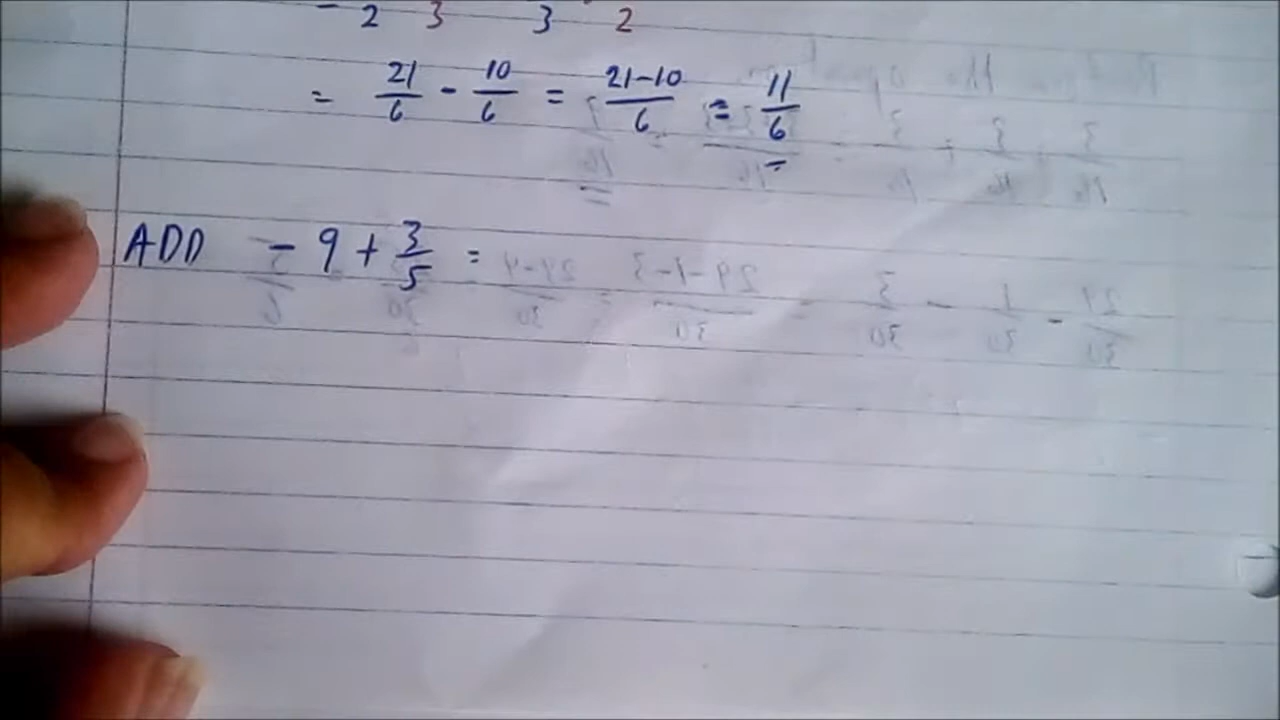 - 2 3 3 2
= 21/6 - 10/6 = 21-10/6 = 11/6
ADD - 9 + 3/5 =